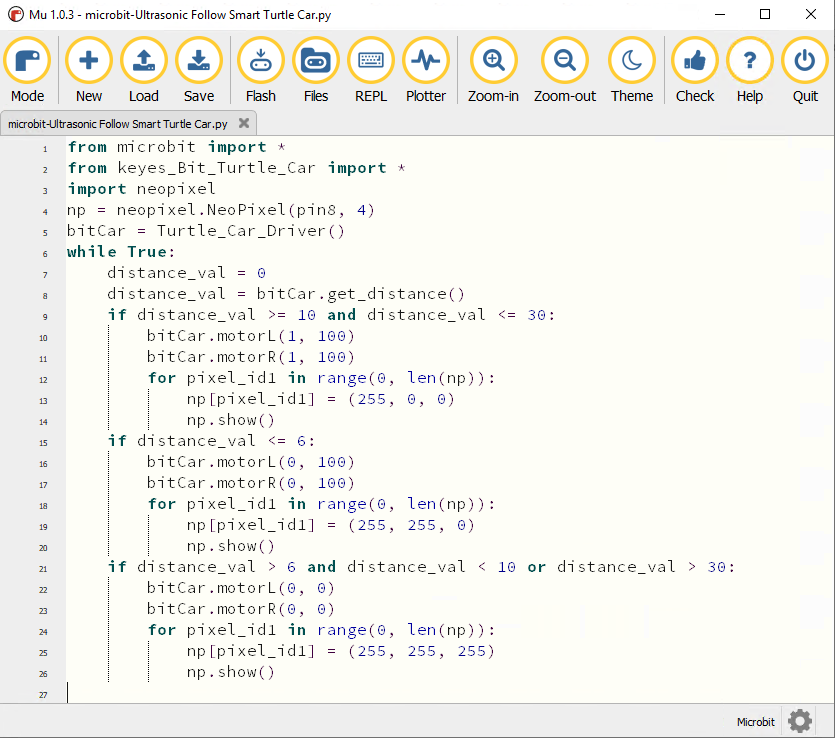 Mu 1.0.3 - microbit-Ultrasonic Follow Smart Turtle Car.py
Mode New Load Save Flash Files REPL Plotter Zoom-in Zoom-out Theme Check Help Quit
microbit-Ultrasonic Follow Smart Turtle Car.py
1 from microbit import *
2 from keyes_Bit_Turtle_Car import *
3 import neopixel
4 np = neopixel.NeoPixel(pin8, 4)
5 bitCar = Turtle_Car_Driver()
6 while True:
7     distance_val = 0
8     distance_val = bitCar.get_distance()
9     if distance_val >= 10 and distance_val <= 30:
10         bitCar.motorL(1, 100)
11         bitCar.motorR(1, 100)
12         for pixel_id1 in range(0, len(np)):
13             np[pixel_id1] = (255, 0, 0)
14             np.show()
15     if distance_val <= 6:
16         bitCar.motorL(0, 100)
17         bitCar.motorR(0, 100)
18         for pixel_id1 in range(0, len(np)):
19             np[pixel_id1] = (255, 255, 0)
20             np.show()
21     if distance_val > 6 and distance_val < 10 or distance_val > 30:
22         bitCar.motorL(0, 0)
23         bitCar.motorR(0, 0)
24         for pixel_id1 in range(0, len(np)):
25             np[pixel_id1] = (255, 255, 255)
26             np.show()
27
Microbit